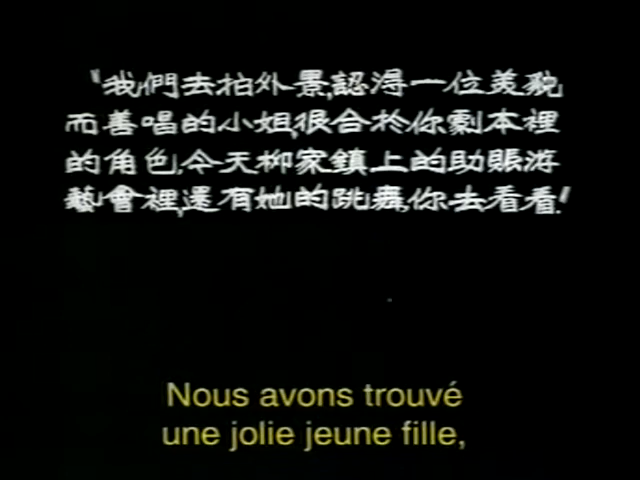 “我們去拍外景,認得一位美貌
而善唱的小姐,很合於你劇本裡
的角色,今天柳家鎮上的助賬游
藝會裡,還有她的跳舞,你去看看!”
Nous avons trouvé
une jolie jeune fille,